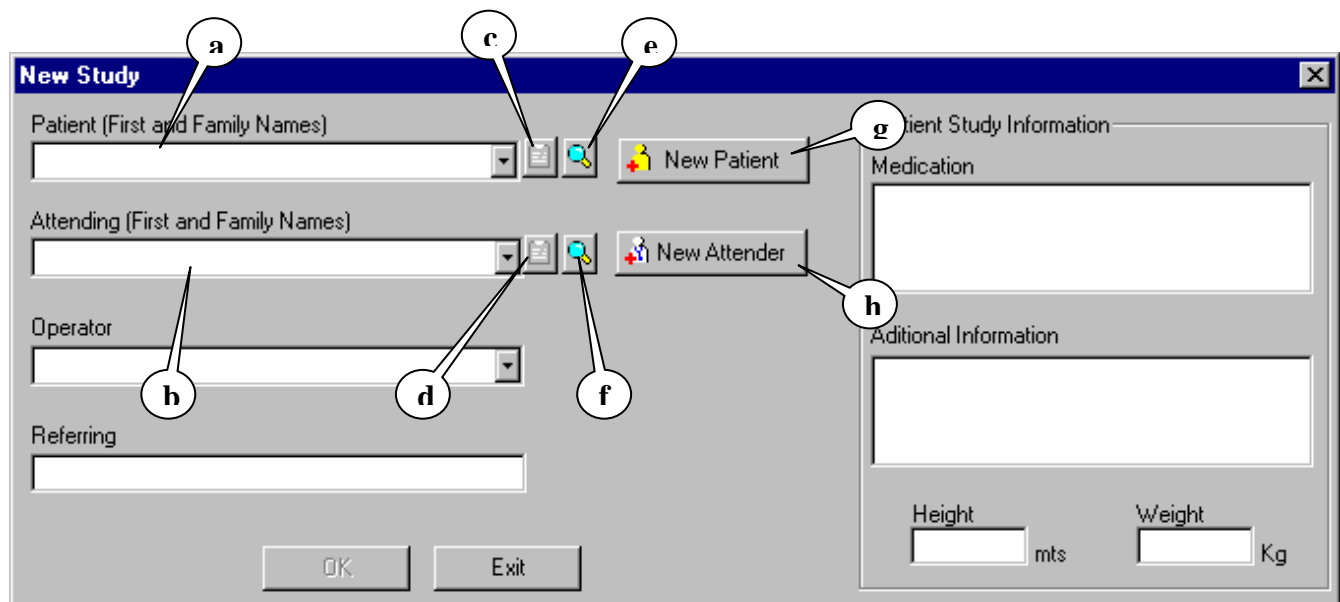 a
c
e
New Study
Patient (First and Family Names)
g
tient Study Information
New Patient
Medication
Attending (First and Family Names)
New Attender
h
Operator
Aditional Information
b
d
f
Referring
Height
Weight
mts
Kg
OK
Exit